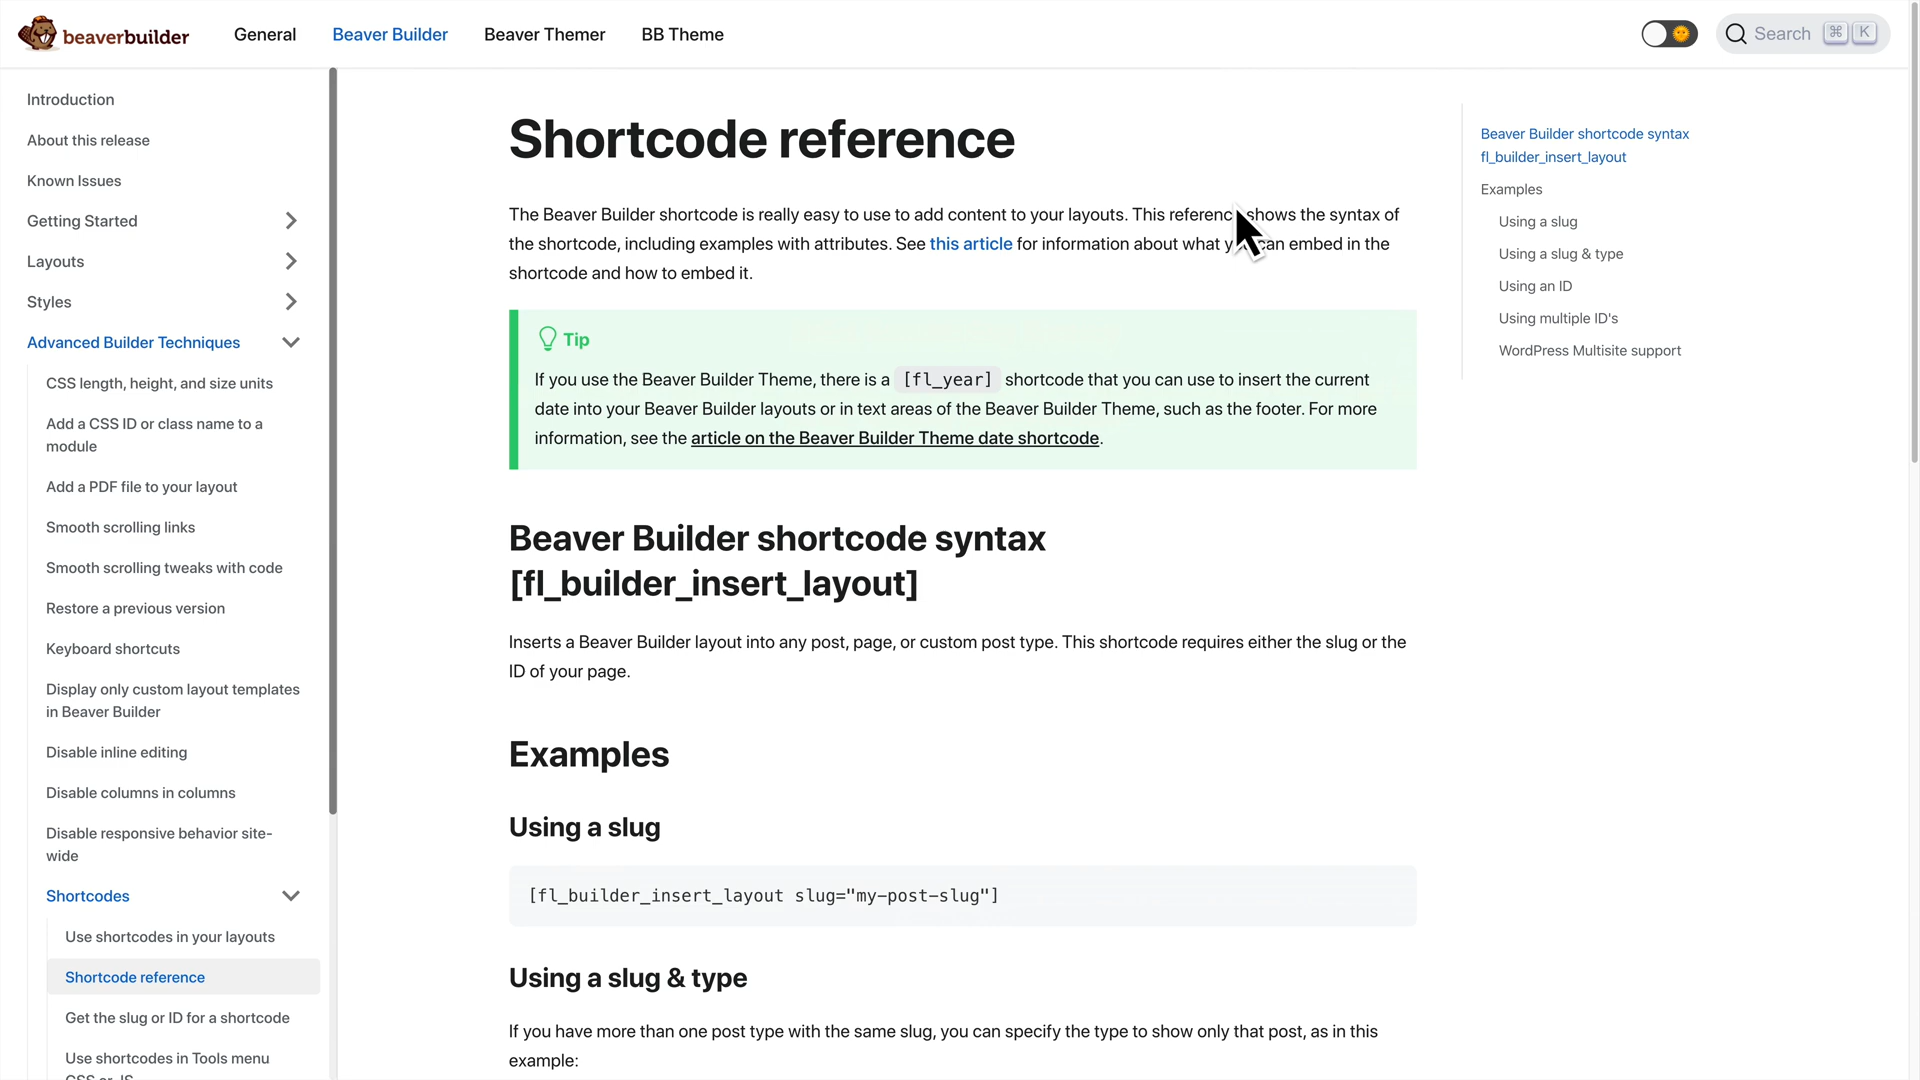 beaverbuilder
General
Beaver Builder
Beaver Themer
BB Theme
Search ⌘ K
Introduction
About this release
Known Issues
Getting Started
Layouts
Styles
Advanced Builder Techniques
CSS length, height, and size units
Add a CSS ID or class name to a
module
Add a PDF file to your layout
Smooth scrolling links
Smooth scrolling tweaks with code
Restore a previous version
Keyboard shortcuts
Display only custom layout templates
in Beaver Builder
Disable inline editing
Disable columns in columns
Disable responsive behavior site-
wide
Shortcodes
Use shortcodes in your layouts
Shortcode reference
Get the slug or ID for a shortcode
Use shortcodes in Tools menu
CSS or JS
Shortcode reference
The Beaver Builder shortcode is really easy to use to add content to your layouts. This reference shows the syntax of
the shortcode, including examples with attributes. See this article for information about what you can embed in the
shortcode and how to embed it.
Tip
If you use the Beaver Builder Theme, there is a [fl_year] shortcode that you can use to insert the current
date into your Beaver Builder layouts or in text areas of the Beaver Builder Theme, such as the footer. For more
information, see the article on the Beaver Builder Theme date shortcode.
Beaver Builder shortcode syntax
[fl_builder_insert_layout]
Inserts a Beaver Builder layout into any post, page, or custom post type. This shortcode requires either the slug or the
ID of your page.
Examples
Using a slug
[fl_builder_insert_layout slug="my-post-slug"]
Using a slug & type
If you have more than one post type with the same slug, you can specify the type to show only that post, as in this
example:
Beaver Builder shortcode syntax
fl_builder_insert_layout
Examples
Using a slug
Using a slug & type
Using an ID
Using multiple ID's
WordPress Multisite support